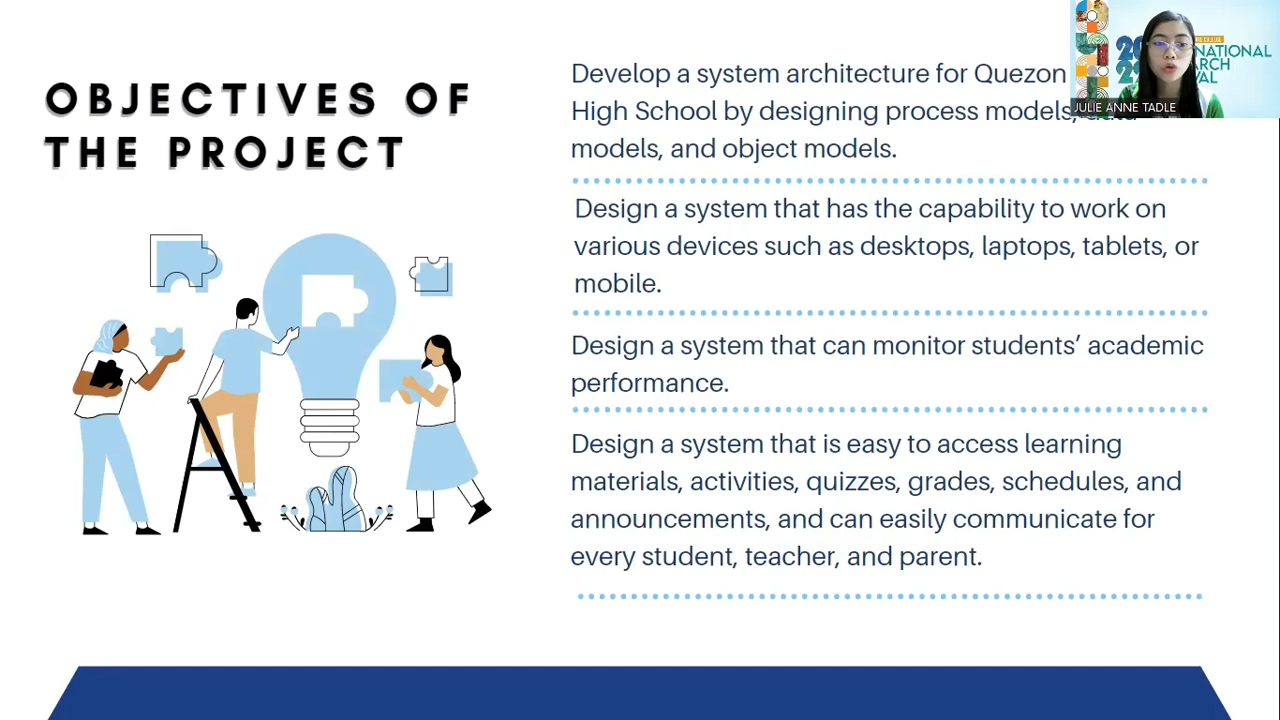 OBJECTIVES OF
THE PROJECT
Develop a system architecture for Quezon
High School by designing process models,
models, and object models.
Design a system that has the capability to work on
various devices such as desktops, laptops, tablets, or
mobile.
Design a system that can monitor students’ academic
performance.
Design a system that is easy to access learning
materials, activities, quizzes, grades, schedules, and
announcements, and can easily communicate for
every student, teacher, and parent.
JULIE ANNE TADLE